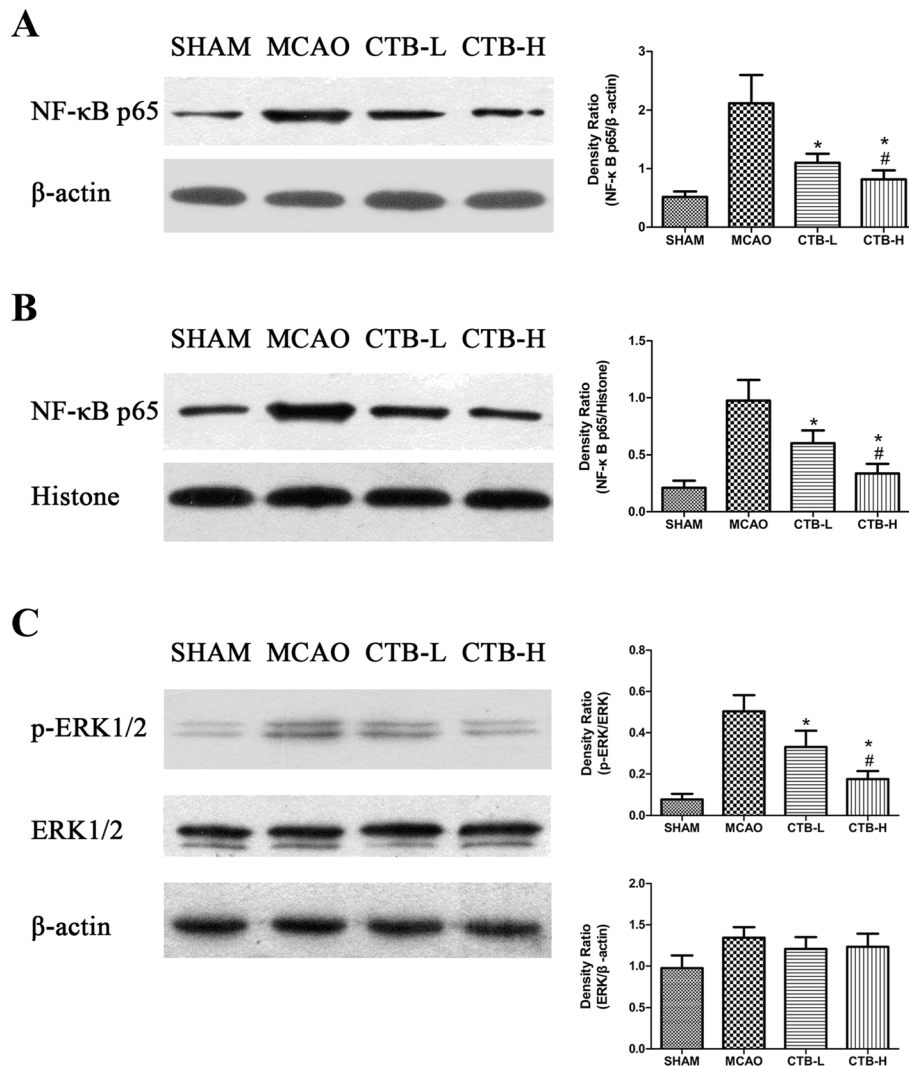 A
SHAM MCAO CTB-L CTB-H
NF-κB p65
β-actin
Density Ratio
(NF-κ B p65/β -actin)
3
2
1
0
*
*
#
SHAM MCAO CTB-L CTB-H
B
SHAM MCAO CTB-L CTB-H
NF-κB p65
Histone
Density Ratio
(NF-κ B p65/Histone)
1.5
1.0
0.5
0.0
*
*
#
SHAM MCAO CTB-L CTB-H
C
SHAM MCAO CTB-L CTB-H
p-ERK1/2
ERK1/2
β-actin
Density Ratio
(p-ERK/ERK)
0.8
0.6
0.4
0.2
0.0
*
*
#
SHAM MCAO CTB-L CTB-H
Density Ratio
(ERK/β -actin)
2.0
1.5
1.0
0.5
0.0
SHAM MCAO CTB-L CTB-H